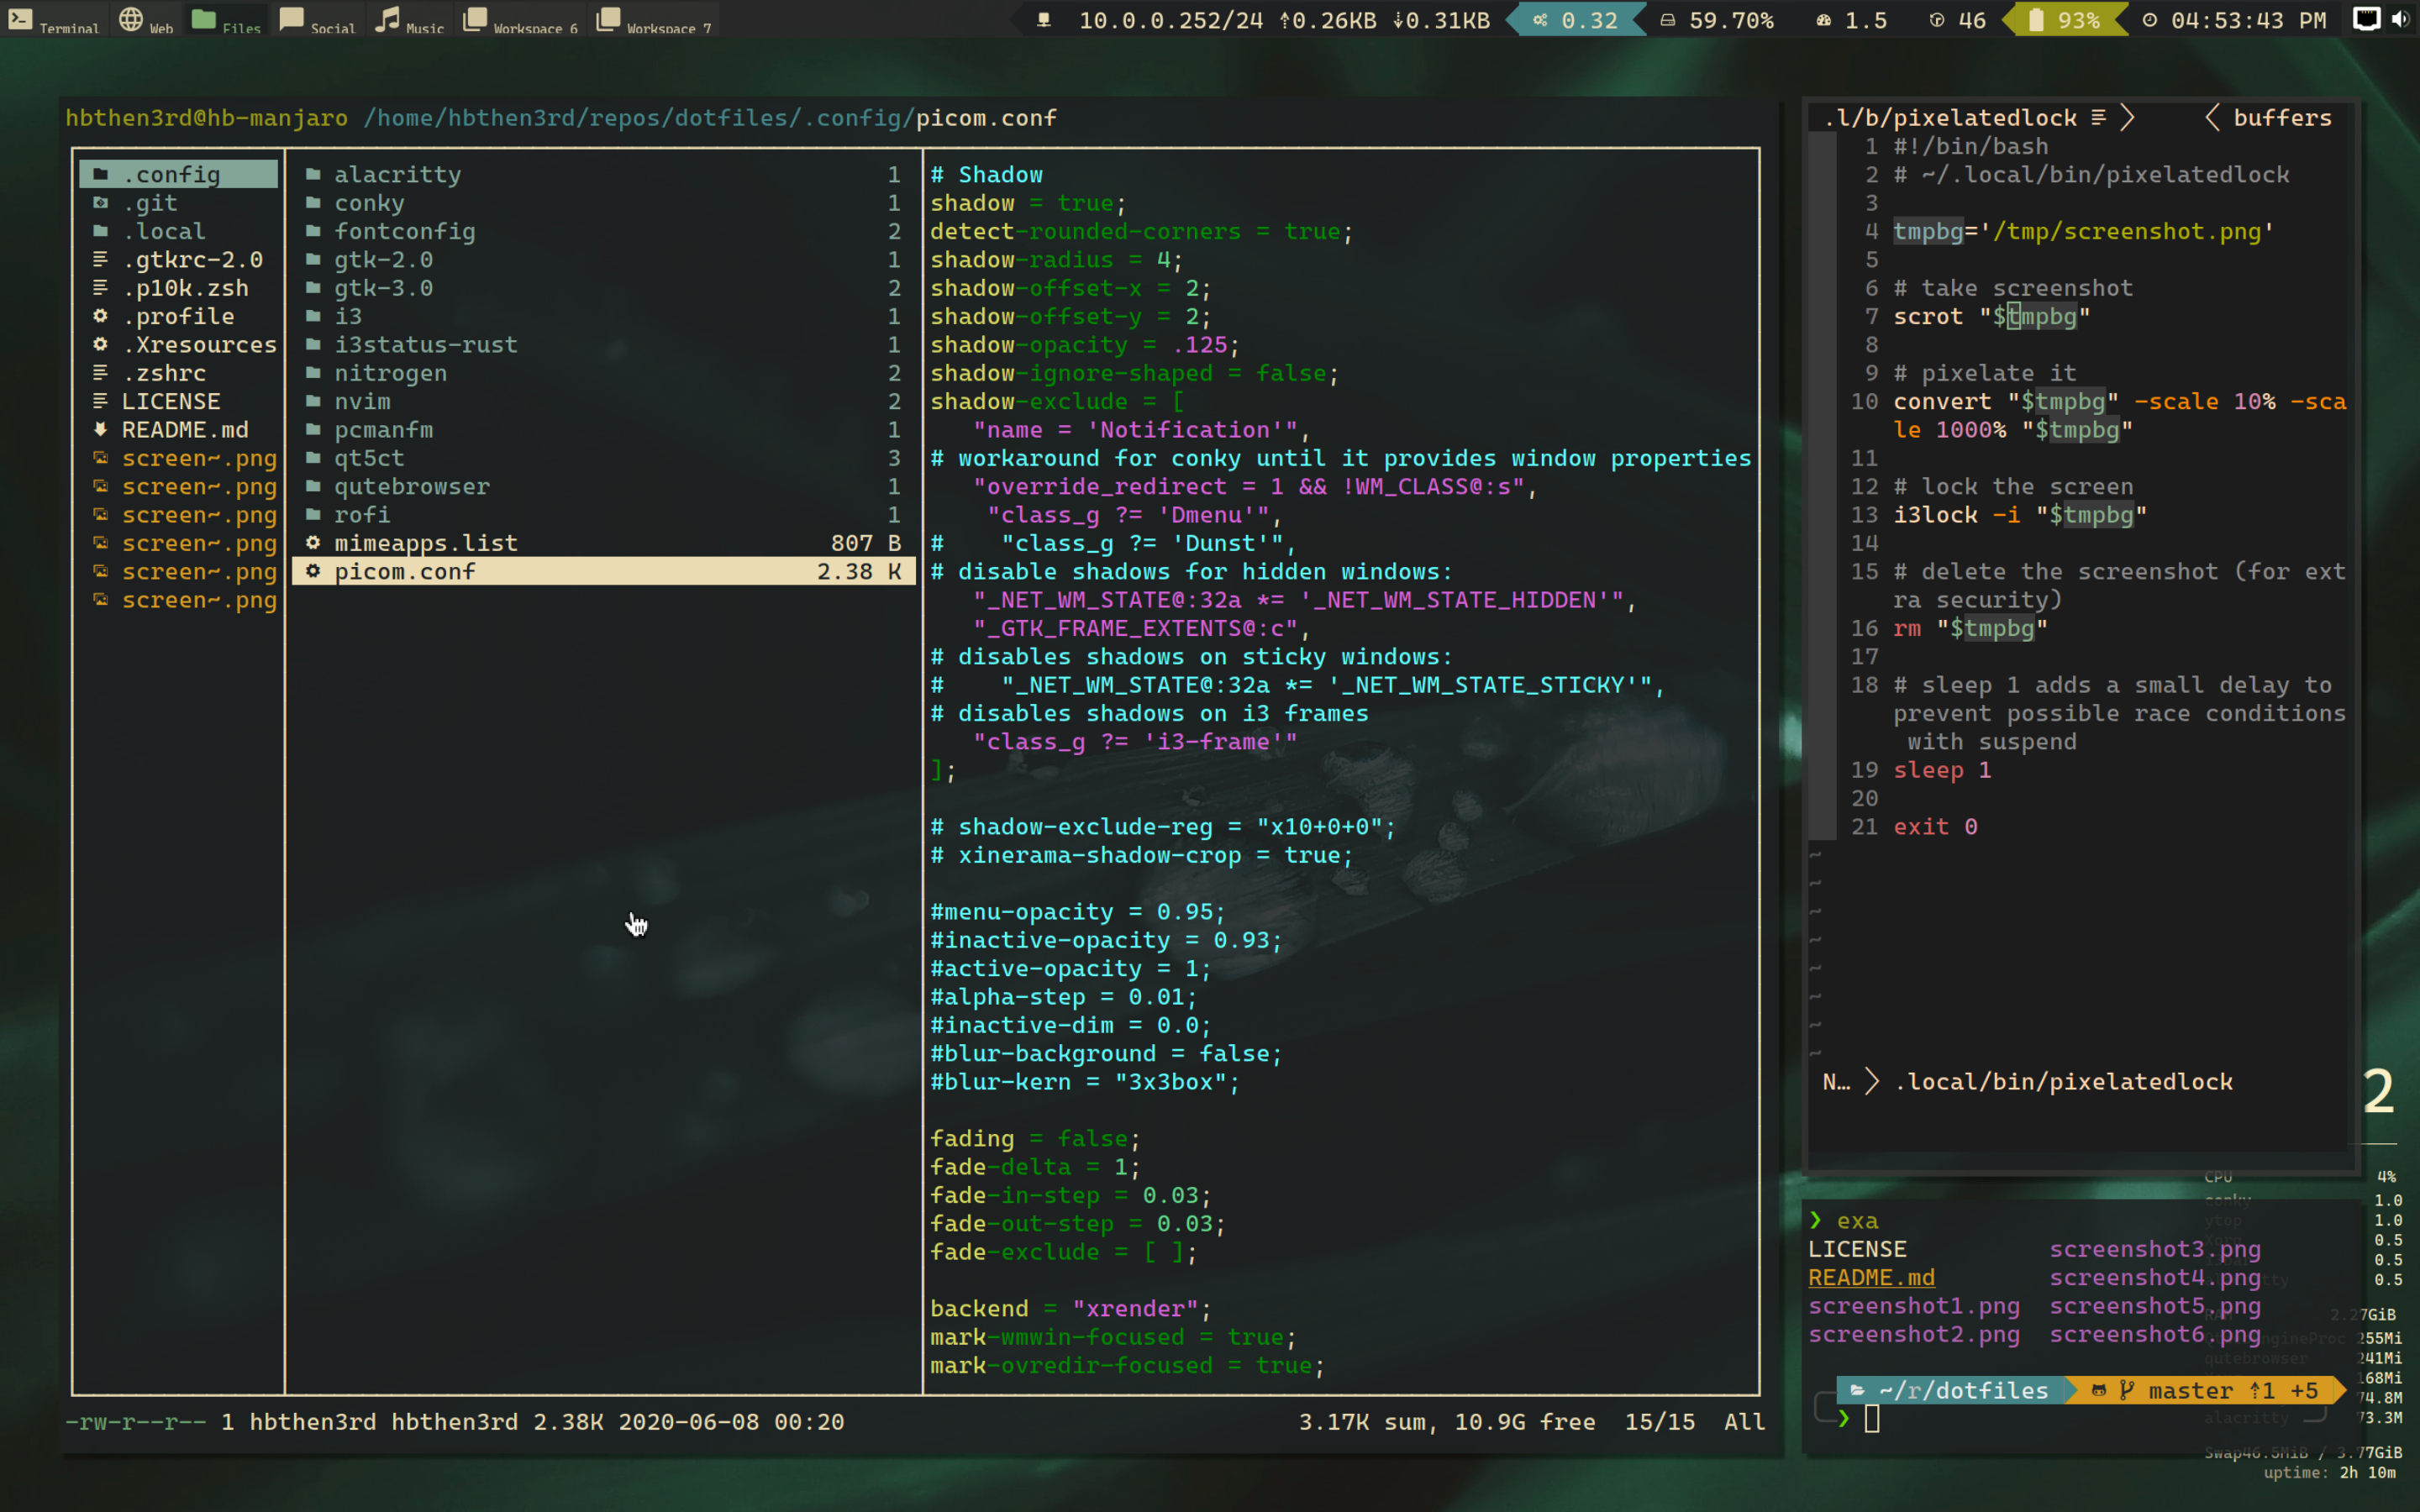 Terminal Web Files Social Music Workspace 6 Workspace 7
10.0.0.252/24 ⇡0.26KB ⇣0.31KB 0.32 59.70% 1.5 46 93% 04:53:43 PM
hbthen3rd@hb-manjaro /home/hbthen3rd/repos/dotfiles/.config/picom.conf
.config
.git
.local
.gtkrc-2.0
.p10k.zsh
.profile
.Xresources
.zshrc
LICENSE
README.md
screen~.png
screen~.png
screen~.png
screen~.png
screen~.png
screen~.png
alacritty 1
conky 1
fontconfig 2
gtk-2.0 1
gtk-3.0 2
i3 1
i3status-rust 1
nitrogen 2
nvim 2
pcmanfm 1
qt5ct 3
qutebrowser 1
rofi 1
mimeapps.list 807 B
picom.conf 2.38 K
# Shadow
shadow = true;
detect-rounded-corners = true;
shadow-radius = 4;
shadow-offset-x = 2;
shadow-offset-y = 2;
shadow-opacity = .125;
shadow-ignore-shaped = false;
shadow-exclude = [
"name = 'Notification'",
# workaround for conky until it provides window properties
"override_redirect = 1 && !WM_CLASS@:s",
"class_g ?= 'Dmenu'",
# "class_g ?= 'Dunst'",
# disable shadows for hidden windows:
"_NET_WM_STATE@:32a *= '_NET_WM_STATE_HIDDEN'",
"_GTK_FRAME_EXTENTS@:c",
# disables shadows on sticky windows:
# "_NET_WM_STATE@:32a *= '_NET_WM_STATE_STICKY'",
# disables shadows on i3 frames
"class_g ?= 'i3-frame'"
];
# shadow-exclude-reg = "x10+0+0";
# xinerama-shadow-crop = true;
#menu-opacity = 0.95;
#inactive-opacity = 0.93;
#active-opacity = 1;
#alpha-step = 0.01;
#inactive-dim = 0.0;
#blur-background = false;
#blur-kern = "3x3box";
fading = false;
fade-delta = 1;
fade-in-step = 0.03;
fade-out-step = 0.03;
fade-exclude = [ ];
backend = "xrender";
mark-wmwin-focused = true;
mark-ovredir-focused = true;
-rw-r--r-- 1 hbthen3rd hbthen3rd 2.38K 2020-06-08 00:20 3.17K sum, 10.9G free 15/15 All
.l/b/pixelatedlock buffers
1 #!/bin/bash
2 # ~/.local/bin/pixelatedlock
3
4 tmpbg='/tmp/screenshot.png'
5
6 # take screenshot
7 scrot "$tmpbg"
8
9 # pixelate it
10 convert "$tmpbg" -scale 10% -sca
le 1000% "$tmpbg"
11
12 # lock the screen
13 i3lock -i "$tmpbg"
14
15 # delete the screenshot (for ext
ra security)
16 rm "$tmpbg"
17
18 # sleep 1 adds a small delay to
prevent possible race conditions
with suspend
19 sleep 1
20
21 exit 0
~
~
~
~
~
~
~
~
N… .local/bin/pixelatedlock
2
CPU 4%
conky 1.0
ytop 1.0
0.5
0.5
0.5
2.27GiB
255Mi
qutebrowser 241Mi
168Mi
74.8M
alacritty 73.3M
Swap46.5MiB / 3.77GiB
uptime: 2h 10m
❯ exa
LICENSE screenshot3.png
README.md screenshot4.png
screenshot1.png screenshot5.png
screenshot2.png screenshot6.png
~/r/dotfiles master ⇡1 +5
❯